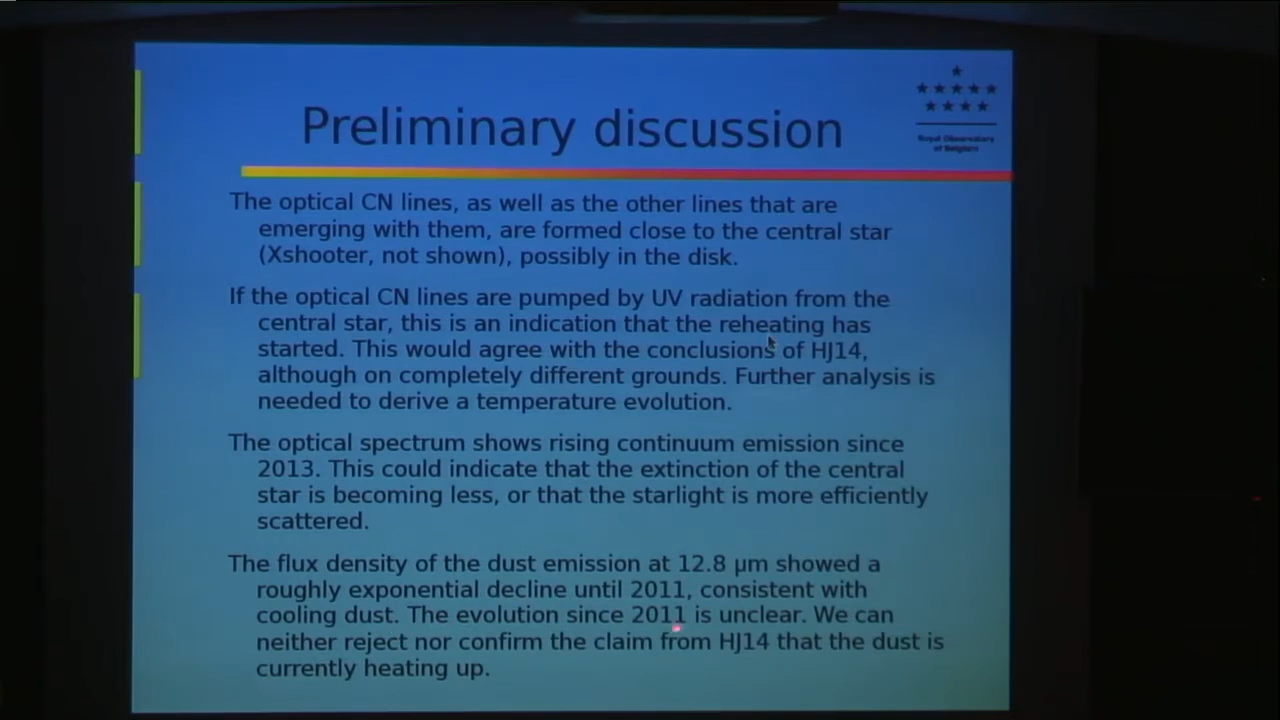 Preliminary discussion
Royal Observatory
of Belgium
The optical CN lines, as well as the other lines that are
emerging with them, are formed close to the central star
(Xshooter, not shown), possibly in the disk.
If the optical CN lines are pumped by UV radiation from the
central star, this is an indication that the reheating has
started. This would agree with the conclusions of HJ14,
although on completely different grounds. Further analysis is
needed to derive a temperature evolution.
The optical spectrum shows rising continuum emission since
2013. This could indicate that the extinction of the central
star is becoming less, or that the starlight is more efficiently
scattered.
The flux density of the dust emission at 12.8 μm showed a
roughly exponential decline until 2011, consistent with
cooling dust. The evolution since 2011 is unclear. We can
neither reject nor confirm the claim from HJ14 that the dust is
currently heating up.